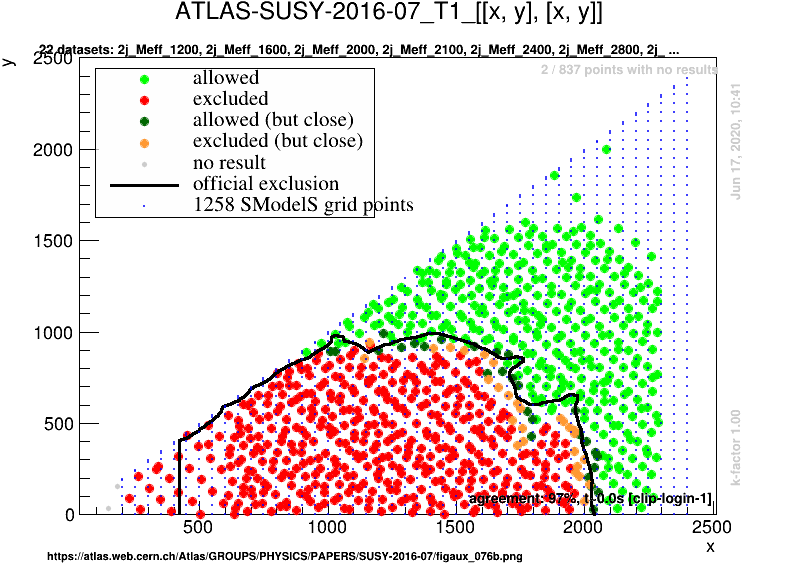 ATLAS-SUSY-2016-07_T1_[[x, y], [x, y]]
22 datasets: 2j_Meff_1200, 2j_Meff_1600, 2j_Meff_2000, 2j_Meff_2100, 2j_Meff_2400, 2j_Meff_2800, 2j_ ...
y
2 / 837 points with no results
allowed
excluded
allowed (but close)
excluded (but close)
no result
official exclusion
1258 SModelS grid points
2500
2000
1500
1000
500
0
Jun 17, 2020, 10:41
k-factor 1.00
agreement: 97%, t~0.0s [clip-login-1]
500
1000
1500
2000
2500
x
https://atlas.web.cern.ch/Atlas/GROUPS/PHYSICS/PAPERS/SUSY-2016-07/figaux_076b.png